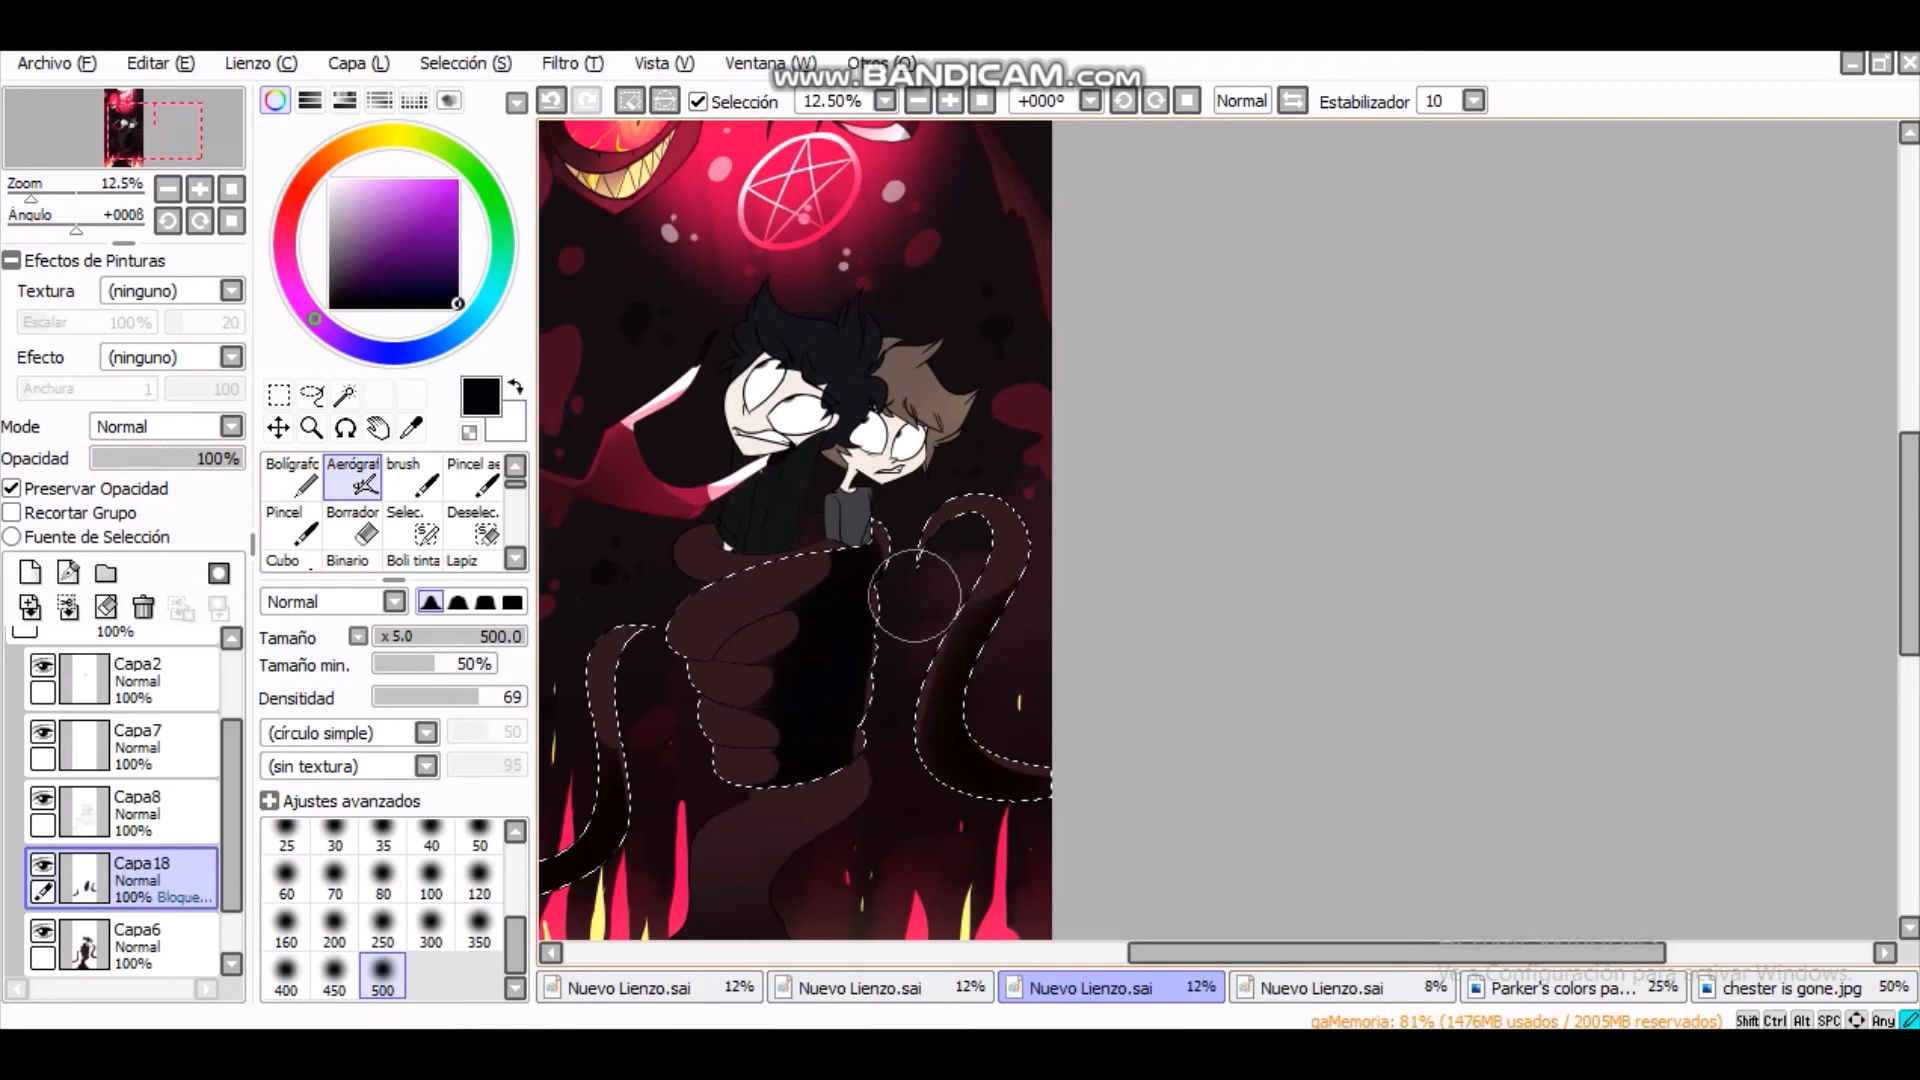 Archivo (F) Editar (E) Lienzo (C) Capa (L) Selección (S) Filtro (T) Vista (V) Ventana (W) Otros (O)
www.BANDICAM.com
Selección 12.50% +000º Normal Estabilizador 10
Zoom 12.5%
Ángulo +000ß
Efectos de Pinturas
Textura (ninguno)
Escalar 100% 20
Efecto (ninguno)
Anchura 1 100
Modo Normal
Opacidad 100%
Preservar Opacidad
Recortar Grupo
Fuente de Selección
100%
Capa2
Normal
100%
Capa7
Normal
100%
Capa8
Normal
100%
Capa18
Normal
100% Bloque...
Capa6
Normal
100%
Bolígrafo Aerógraf brush Pincel ae
Pincel Borrador Selec. Deselec.
Cubo Binario Boli tinta Lapiz
Normal
Tamaño x 5.0 500.0
Tamaño min. 50%
Densitidad 69
(círculo simple) 50
(sin textura) 95
Ajustes avanzados
25 30 35 40 50
60 70 80 100 120
160 200 250 300 350
400 450 500
Ve a Configuración para activar Windows.
Nuevo Lienzo.sai 12% Nuevo Lienzo.sai 12% Nuevo Lienzo.sai 12% Nuevo Lienzo.sai 8% Parker's colors pa... 25% chester is gone.jpg 50%
gaMemoria: 81% (1476MB usados / 2005MB reservados) Shift Ctrl Alt SPC Any